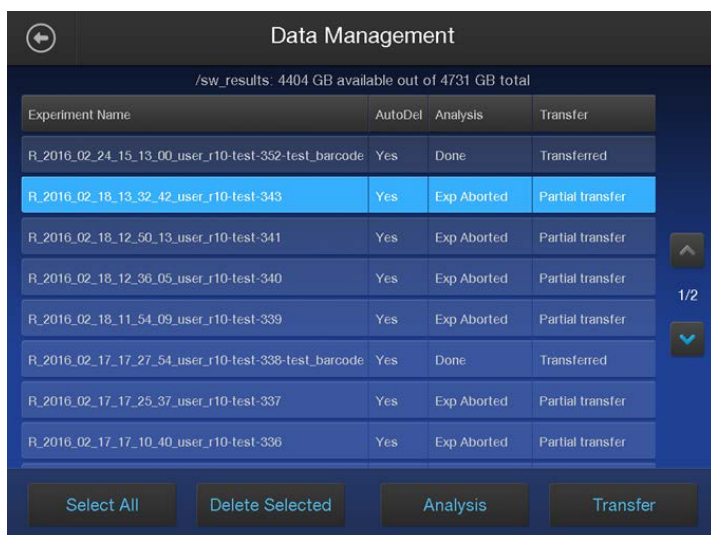 Data Management
/sw_results: 4404 GB available out of 4731 GB total
Experiment Name AutoDel Analysis Transfer
R_2016_02_24_15_13_00_user_r10-test-352-test_barcode Yes Done Transferred
R_2016_02_18_13_32_42_user_r10-test-343 Yes Exp Aborted Partial transfer
R_2016_02_18_12_50_13_user_r10-test-341 Yes Exp Aborted Partial transfer
R_2016_02_18_12_36_05_user_r10-test-340 Yes Exp Aborted Partial transfer
R_2016_02_18_11_54_09_user_r10-test-339 Yes Exp Aborted Partial transfer
R_2016_02_17_17_27_54_user_r10-test-338-test_barcode Yes Done Transferred
R_2016_02_17_17_25_37_user_r10-test-337 Yes Exp Aborted Partial transfer
R_2016_02_17_17_10_40_user_r10-test-336 Yes Exp Aborted Partial transfer
1/2
Select All Delete Selected Analysis Transfer